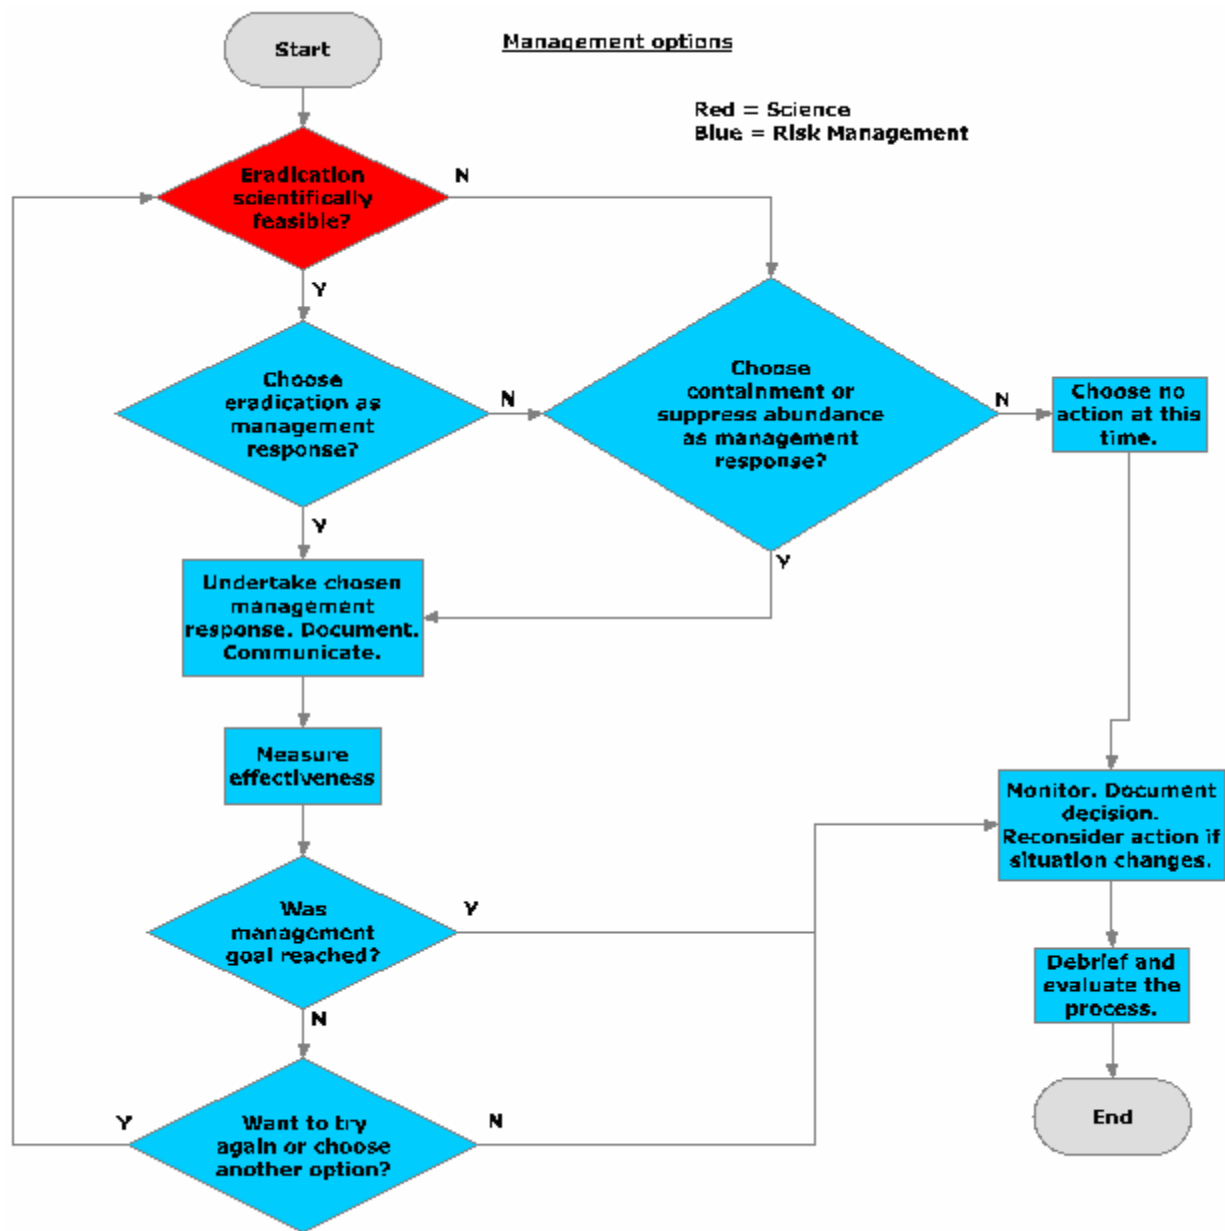 Start
Management options
Red = Science
Blue = Risk Management
Eradication
scientifically
feasible?
N
Y
Choose
eradication as
management
response?
N
Choose
containment or
suppress abundance
as management
response?
N
Choose no
action at this
time.
Y
Y
Undertake chosen
management
response. Document.
Communicate.
Measure
effectiveness
Monitor. Document
decision.
Reconsider action if
situation changes.
Was
management
goal reached?
Y
N
Debrief and
evaluate the
process.
Want to try
again or choose
another option?
Y
N
End